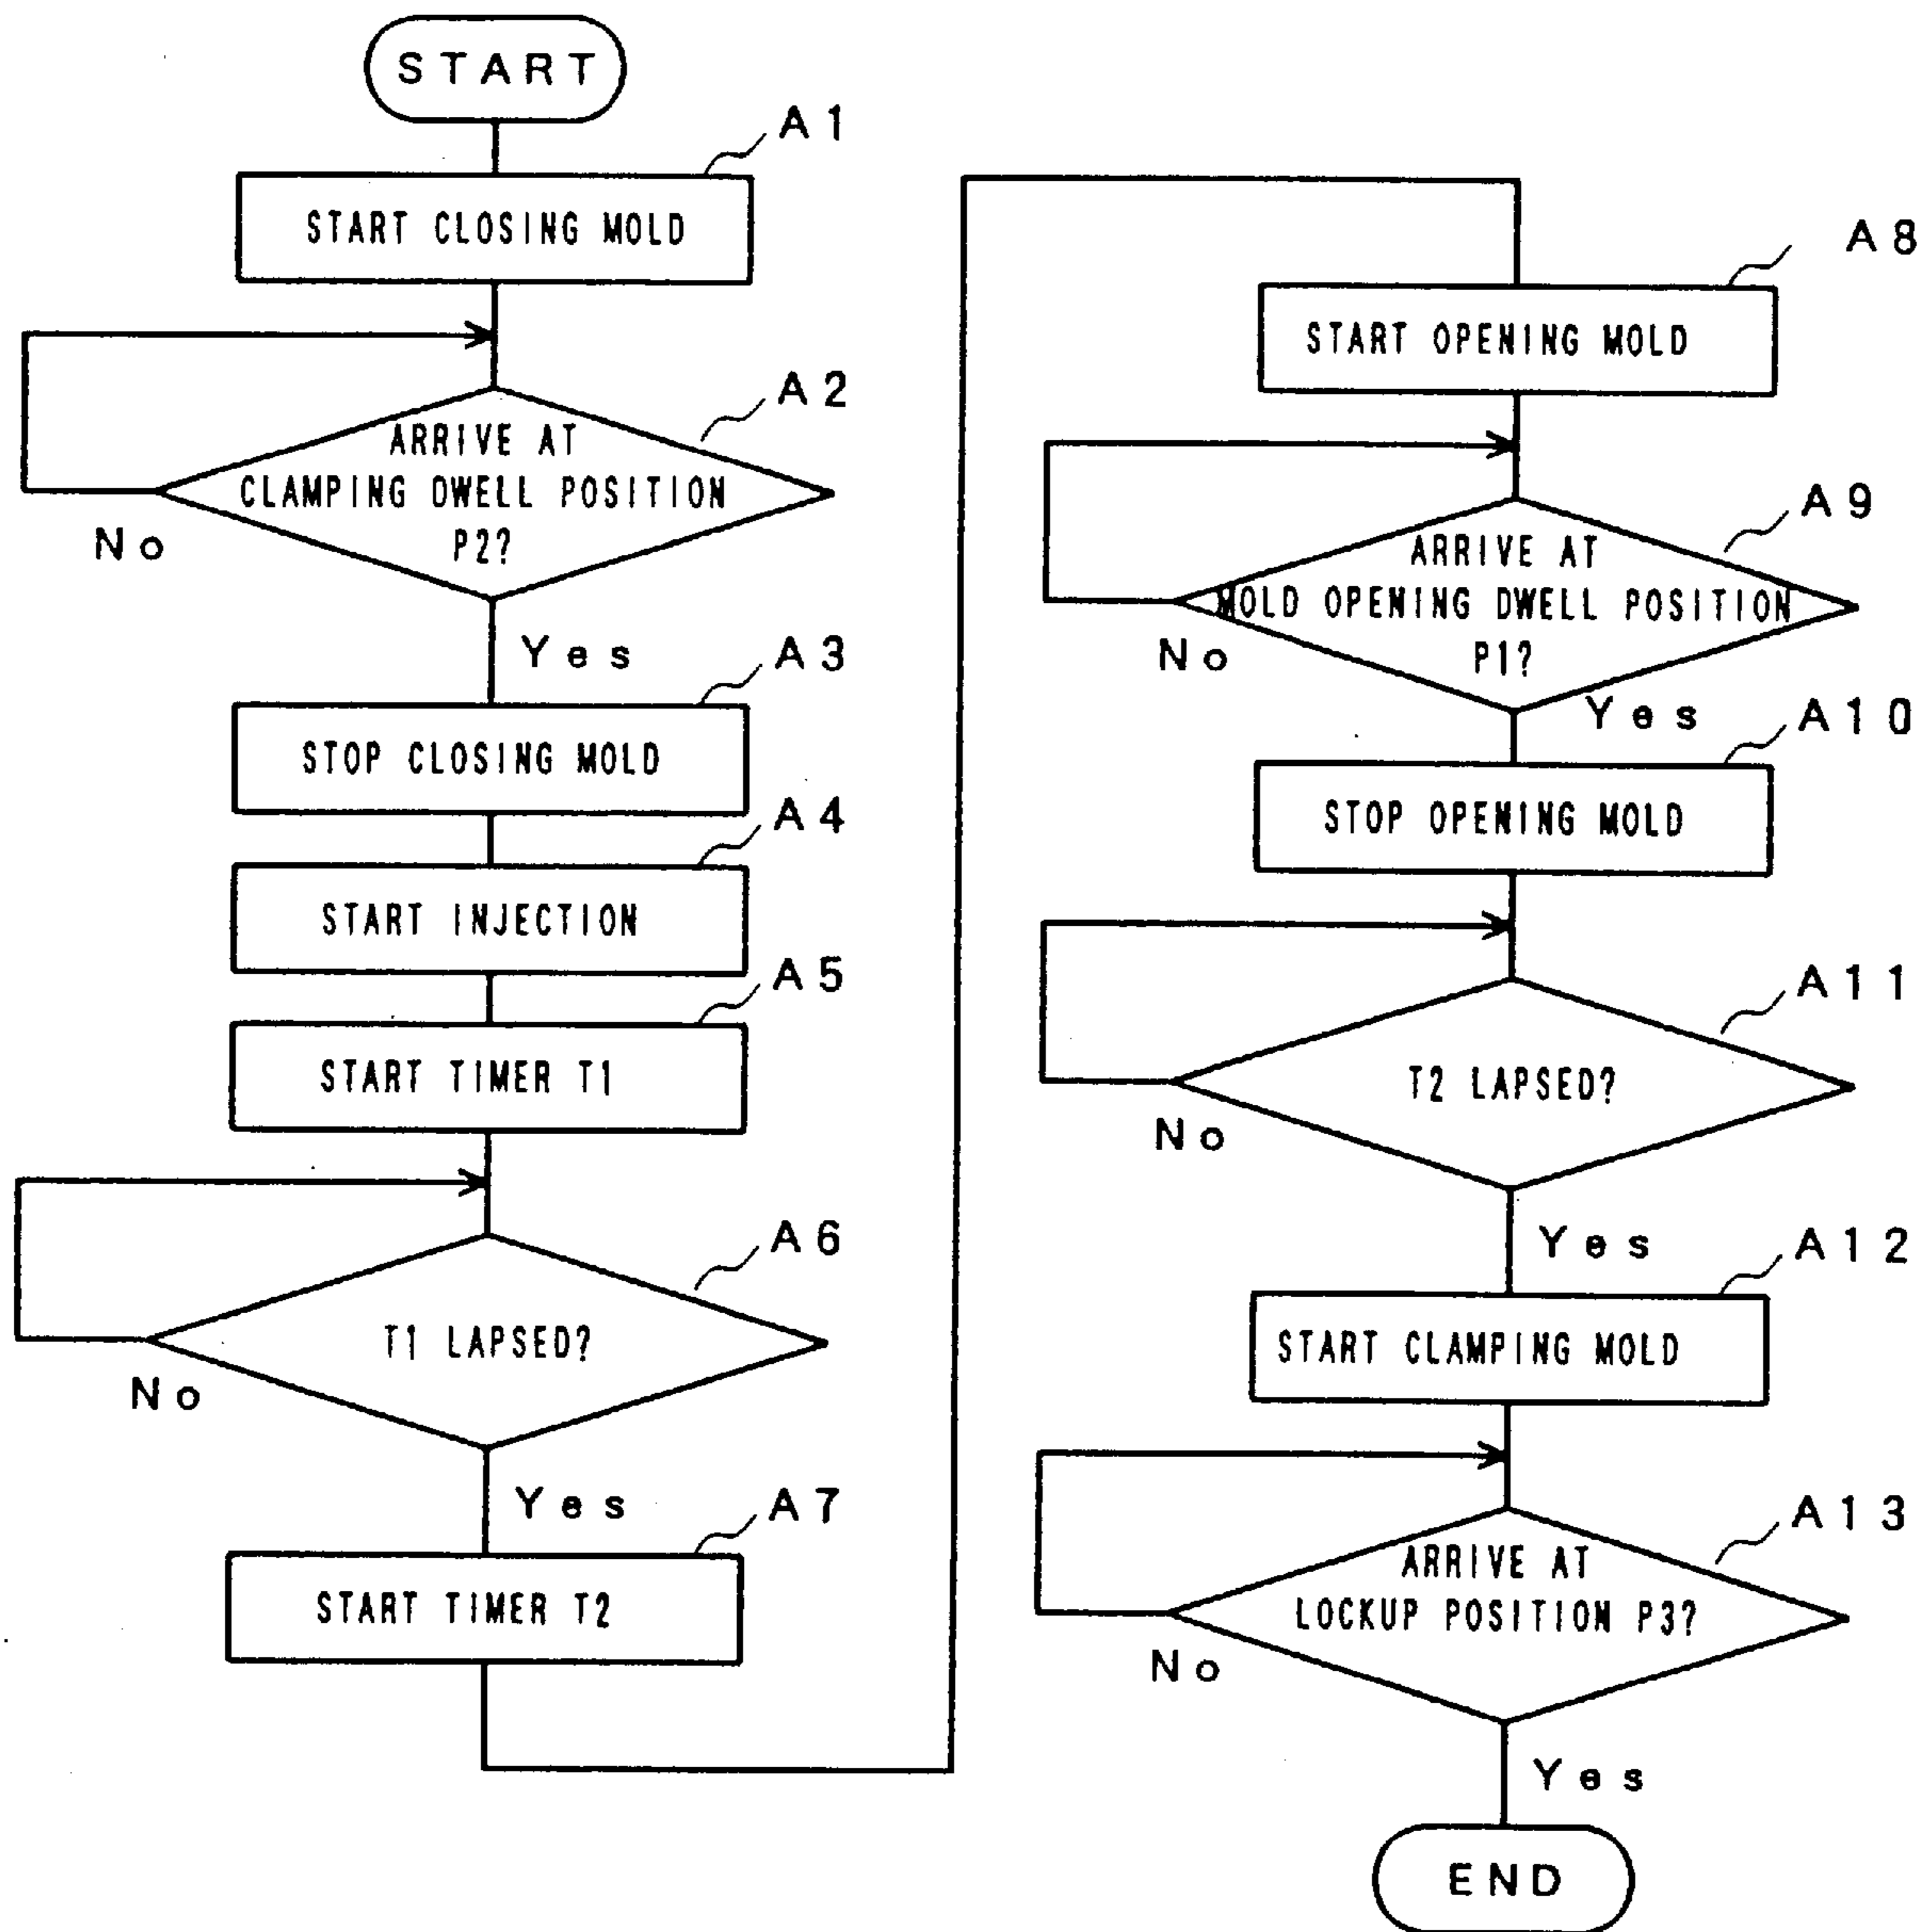 START
A1
START CLOSING MOLD
A2
ARRIVE AT
CLAMPING DWELL POSITION
P2?
No
Yes
A3
STOP CLOSING MOLD
A4
START INJECTION
A5
START TIMER T1
A6
T1 LAPSED?
No
Yes
A7
START TIMER T2
A8
START OPENING MOLD
A9
ARRIVE AT
MOLD OPENING DWELL POSITION
P1?
No
Yes
A10
STOP OPENING MOLD
A11
T2 LAPSED?
No
Yes
A12
START CLAMPING MOLD
A13
ARRIVE AT
LOCKUP POSITION P3?
No
Yes
END